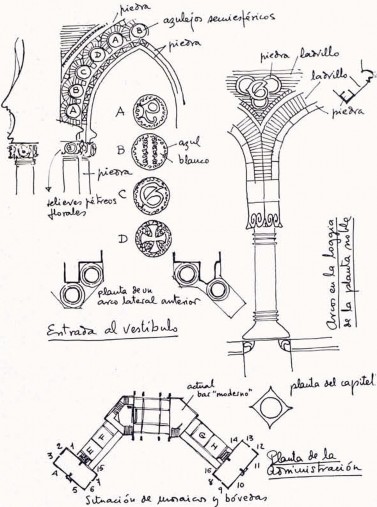 piedra
azulejos semiesféricos
piedra
A
B
C
D
A
B
B
A
A
B
azul
blanco
C
D
piedra
relieves pétreos
florales
planta de un
arco lateral anterior
Entrada al vestíbulo
piedra
ladrillo
ladrillo
piedra
Arcos en la loggia
de la planta noble
planta del capitel
actual
bar "moderno"
1
2
3
4
5
6
7
15
E
F
G
H
14
13
12
11
10
9
8
16
Planta de la
administración
Situación de mosaicos y bóvedas